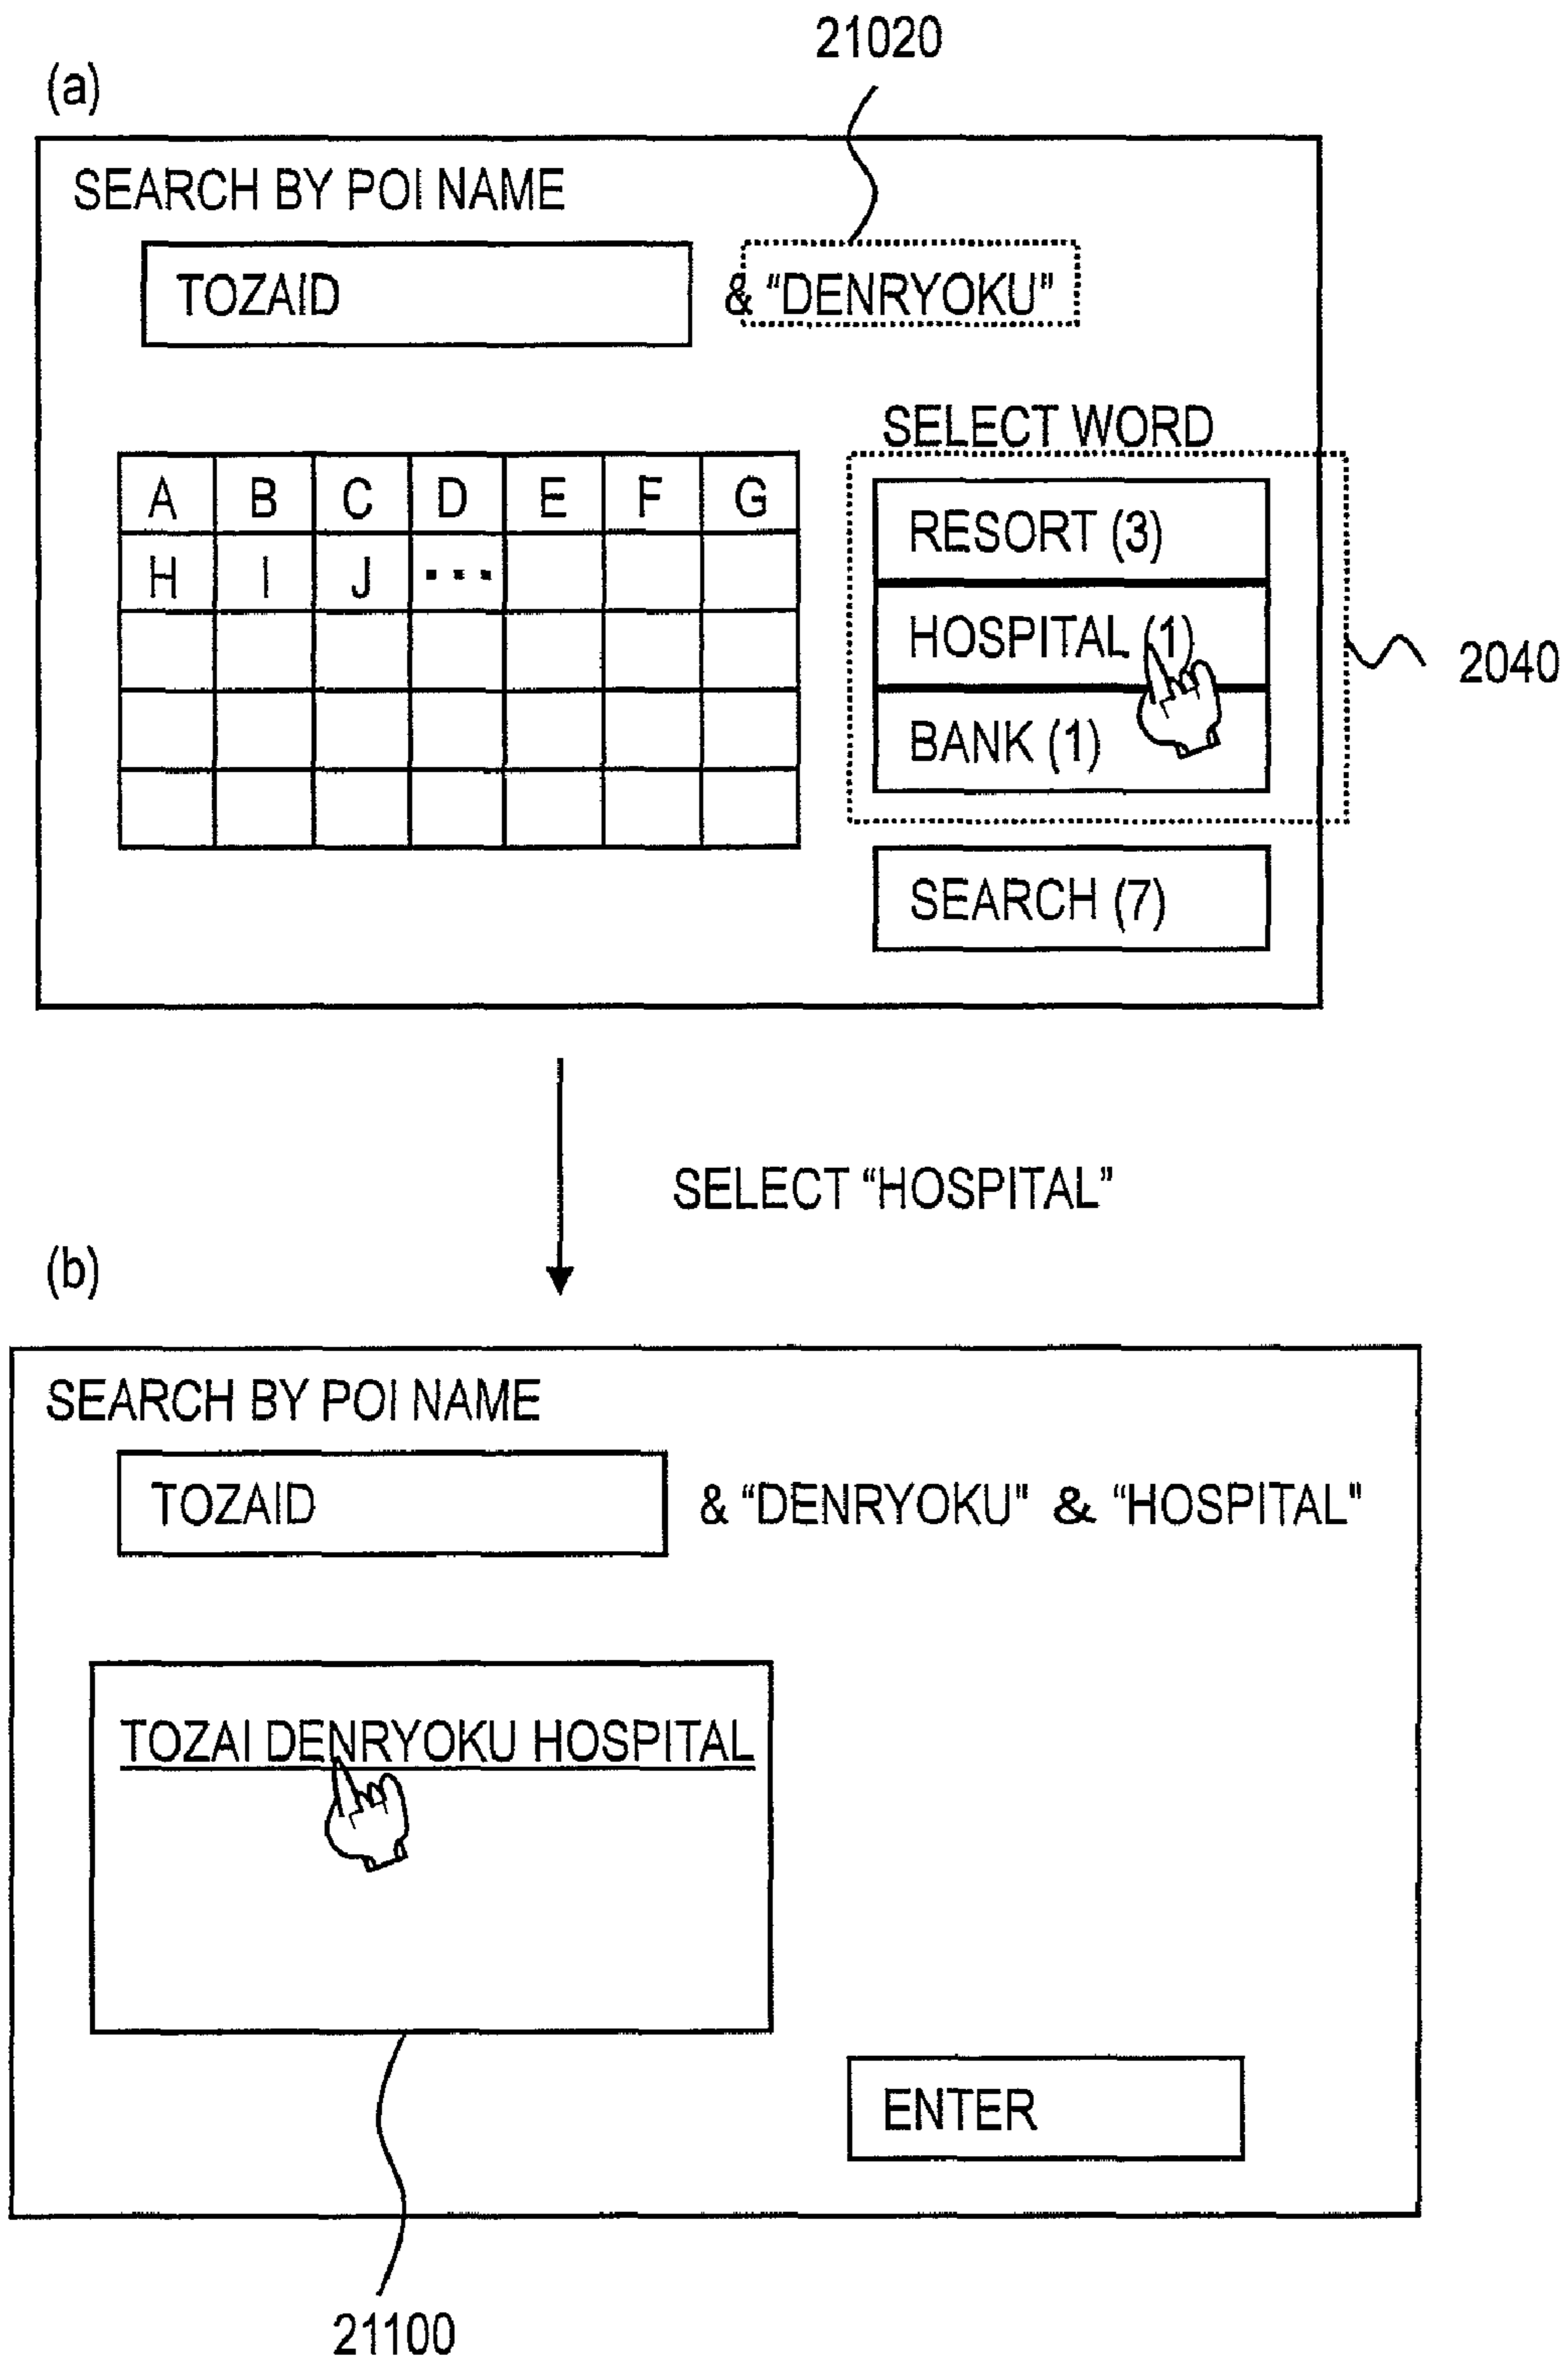 21020
(a)
SEARCH BY POI NAME
TOZAID & “DENRYOKU”
SELECT WORD
A B C D E F G
H I J ...
RESORT (3)
HOSPITAL (1)
2040
BANK (1)
SEARCH (7)
SELECT “HOSPITAL”
(b)
SEARCH BY POI NAME
TOZAID & “DENRYOKU” & “HOSPITAL”
TOZAI DENRYOKU HOSPITAL
ENTER
21100